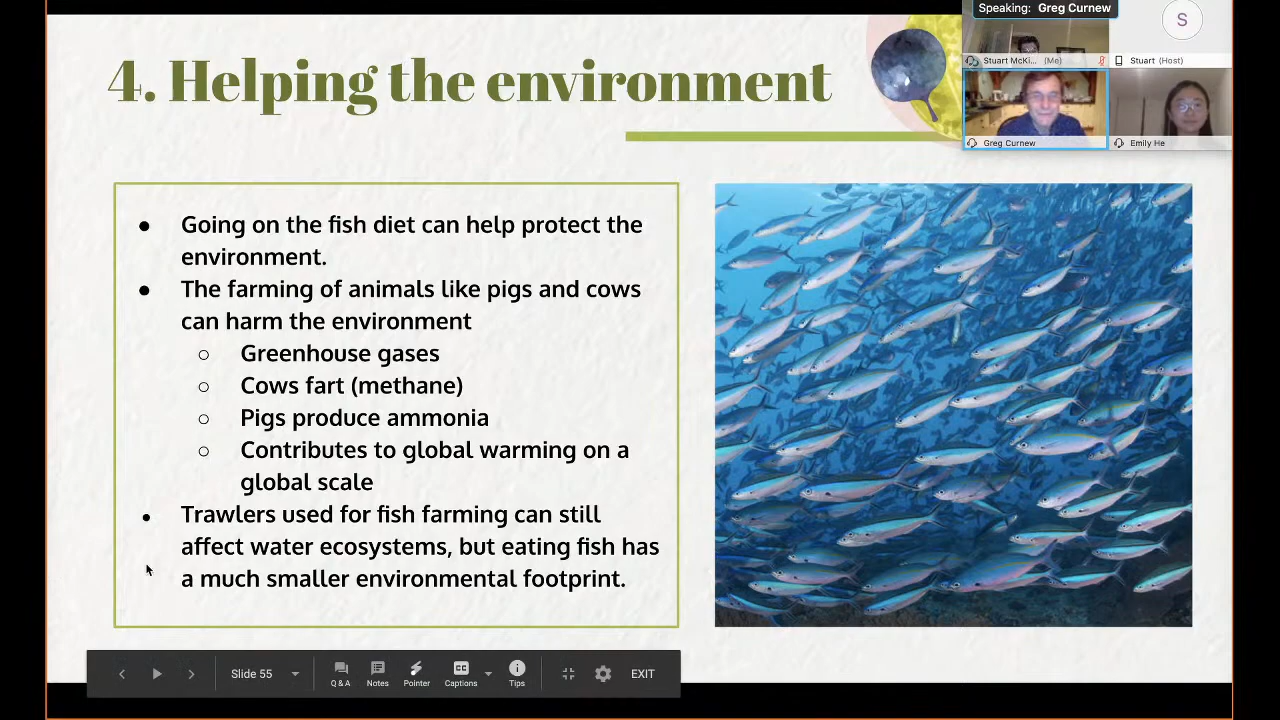 Speaking: Greg Curnew
S
Stuart McKi... (Me)
Stuart (Host)
Greg Curnew
Emily He
4. Helping the environment
● Going on the fish diet can help protect the
environment.
● The farming of animals like pigs and cows
can harm the environment
○ Greenhouse gases
○ Cows fart (methane)
○ Pigs produce ammonia
○ Contributes to global warming on a
global scale
● Trawlers used for fish farming can still
affect water ecosystems, but eating fish has
a much smaller environmental footprint.
Slide 55
Q & A
Notes
Pointer
CC
Captions
Tips
EXIT